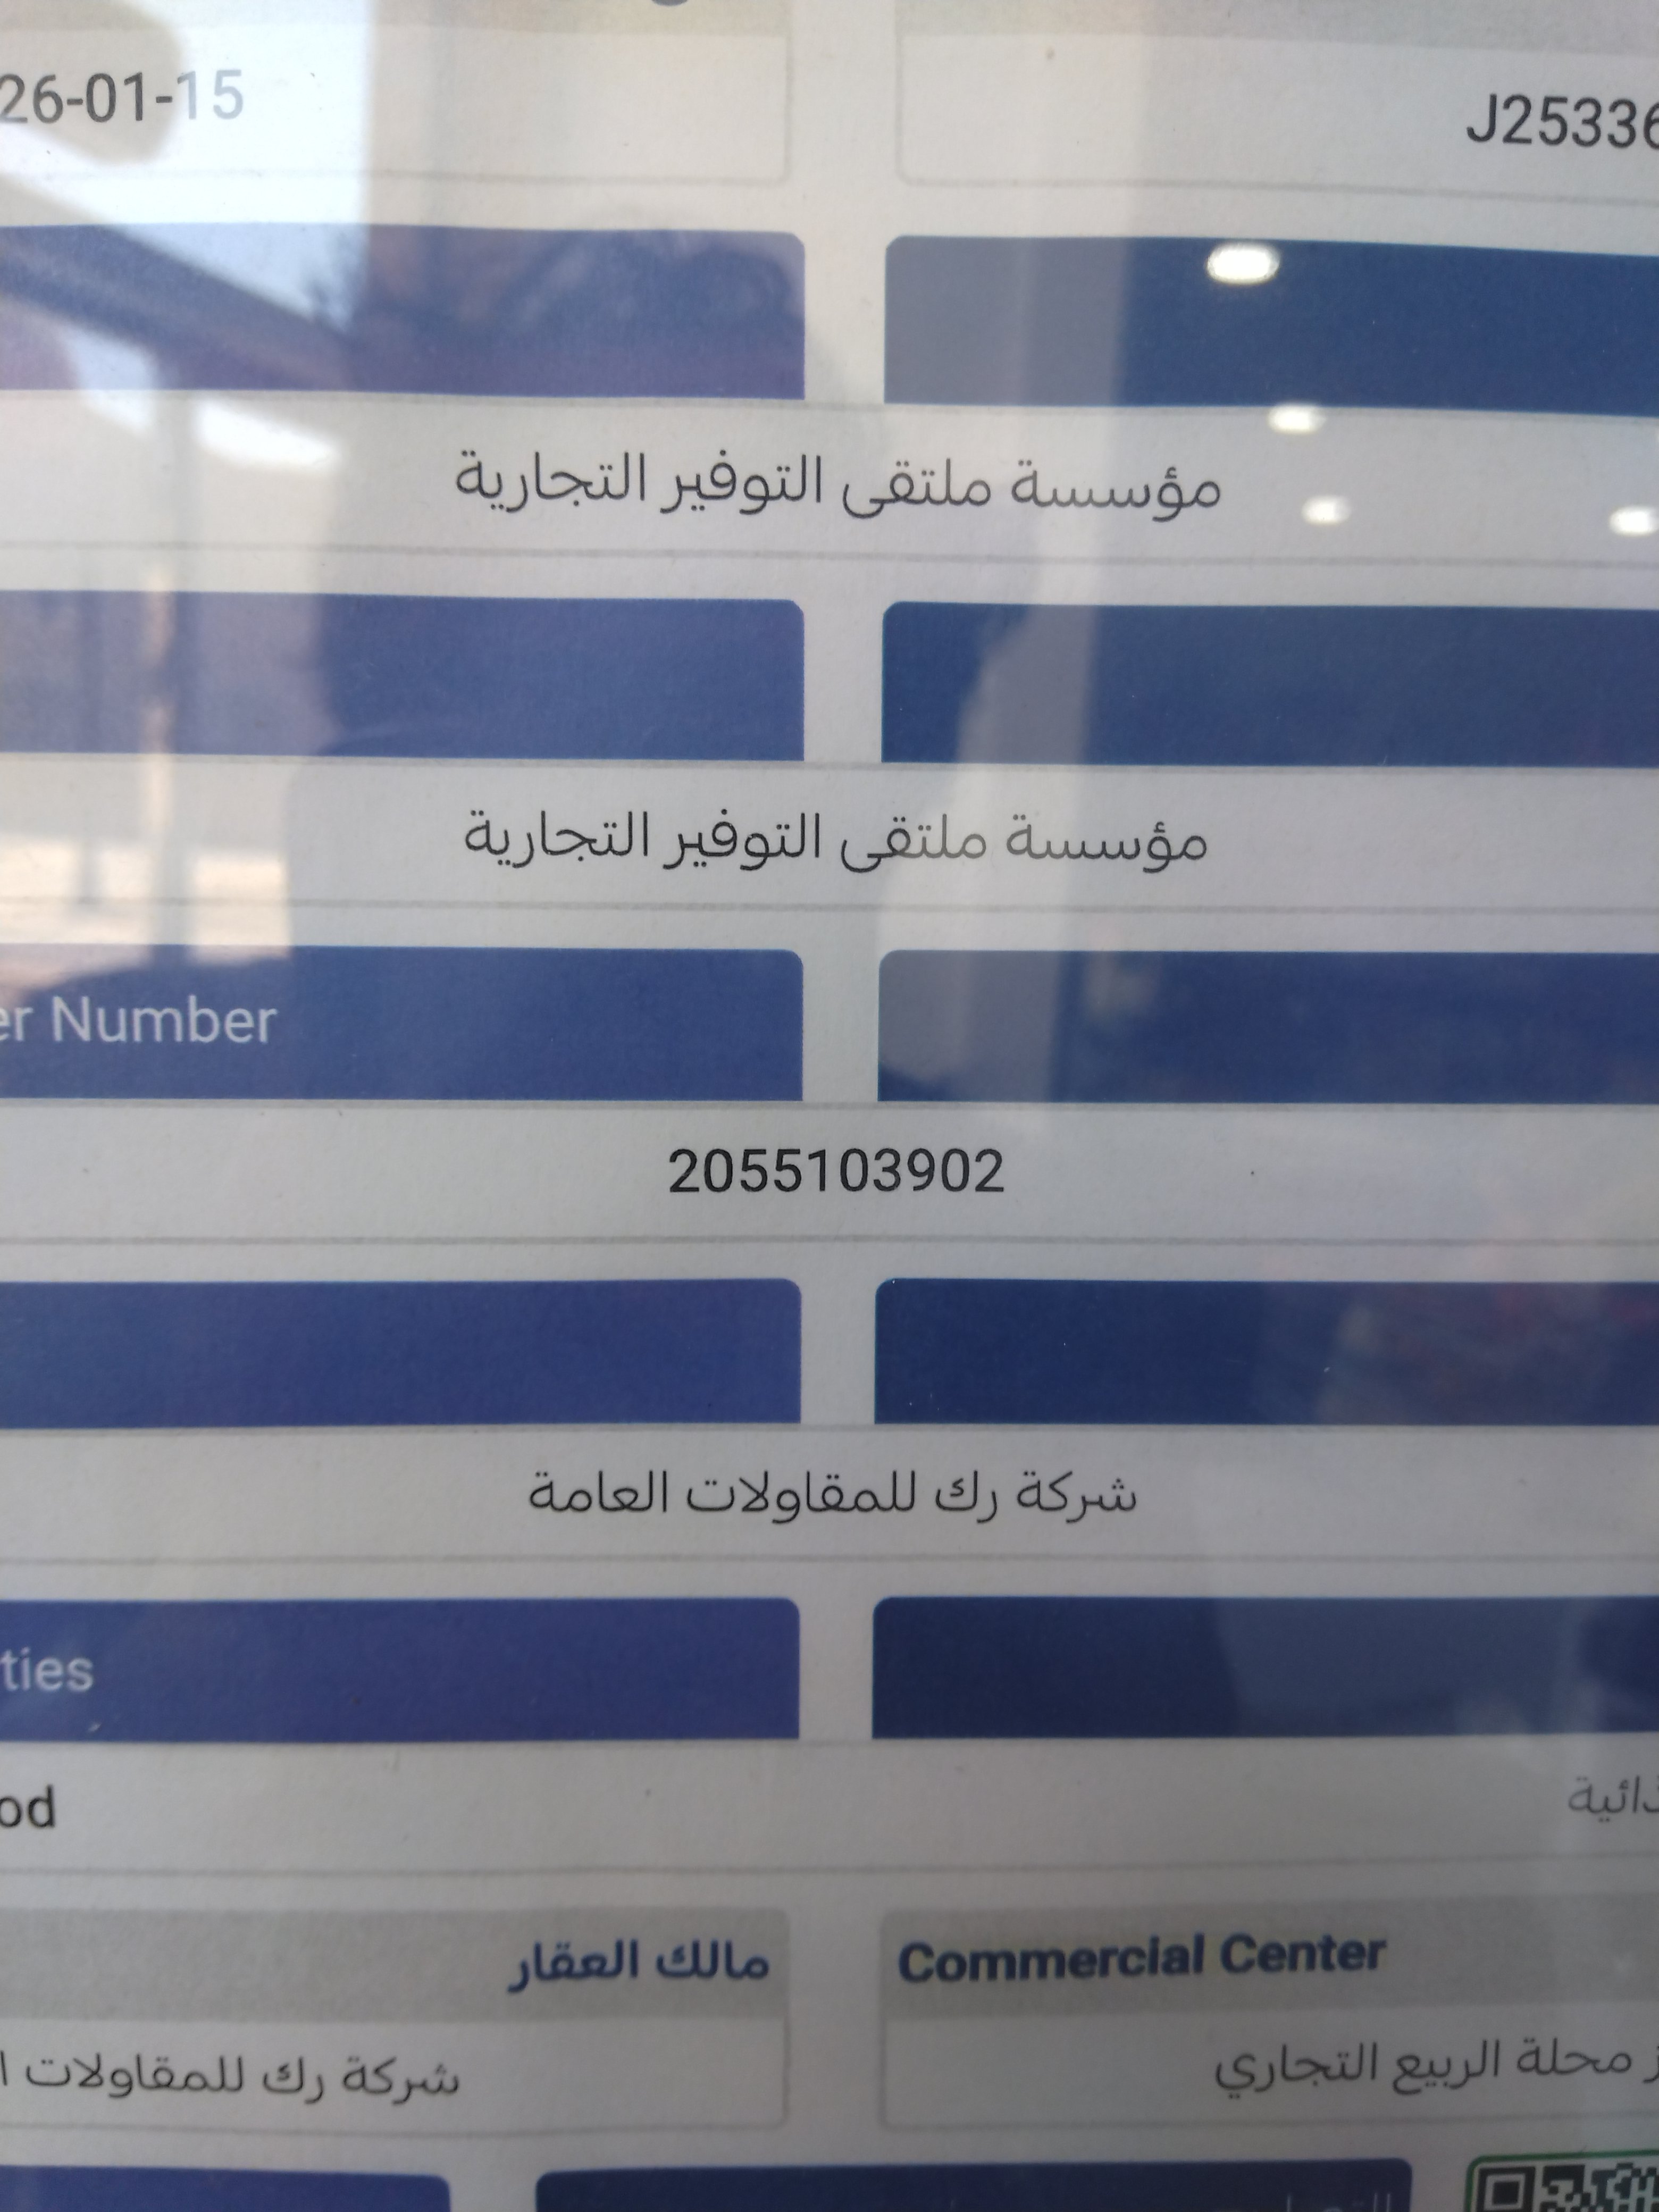 26-01-15
J25336
مؤسسة ملتقى التوفير التجارية
مؤسسة ملتقى التوفير التجارية
er Number
2055103902
شركة رك للمقاولات العامة
ties
od
ذائية
مالك العقار
Commercial Center
شركة رك للمقاولات ا
ز محلة الربيع التجاري